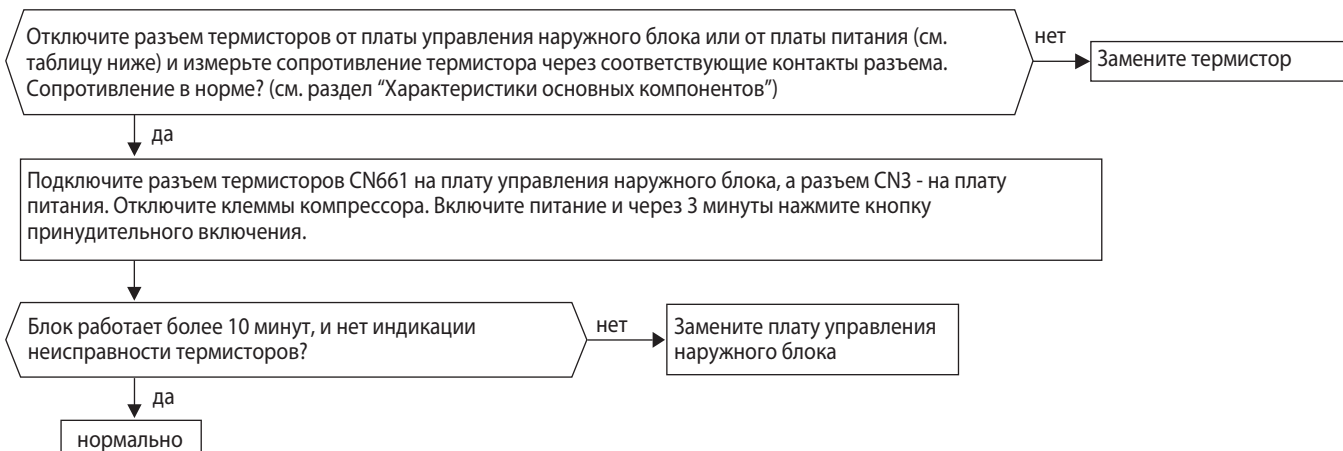 Отключите разъем термисторов от платы управления наружного блока или от платы питания (см.
таблицу ниже) и измерьте сопротивление термистора через соответствующие контакты разъема.
Сопротивление в норме? (см. раздел “Характеристики основных компонентов”)
нет
Замените термистор
да
Подключите разъем термисторов CN661 на плату управления наружного блока, а разъем CN3 - на плату
питания. Отключите клеммы компрессора. Включите питание и через 3 минуты нажмите кнопку
принудительного включения.
Блок работает более 10 минут, и нет индикации
неисправности термисторов?
нет
Замените плату управления
наружного блока
да
нормально